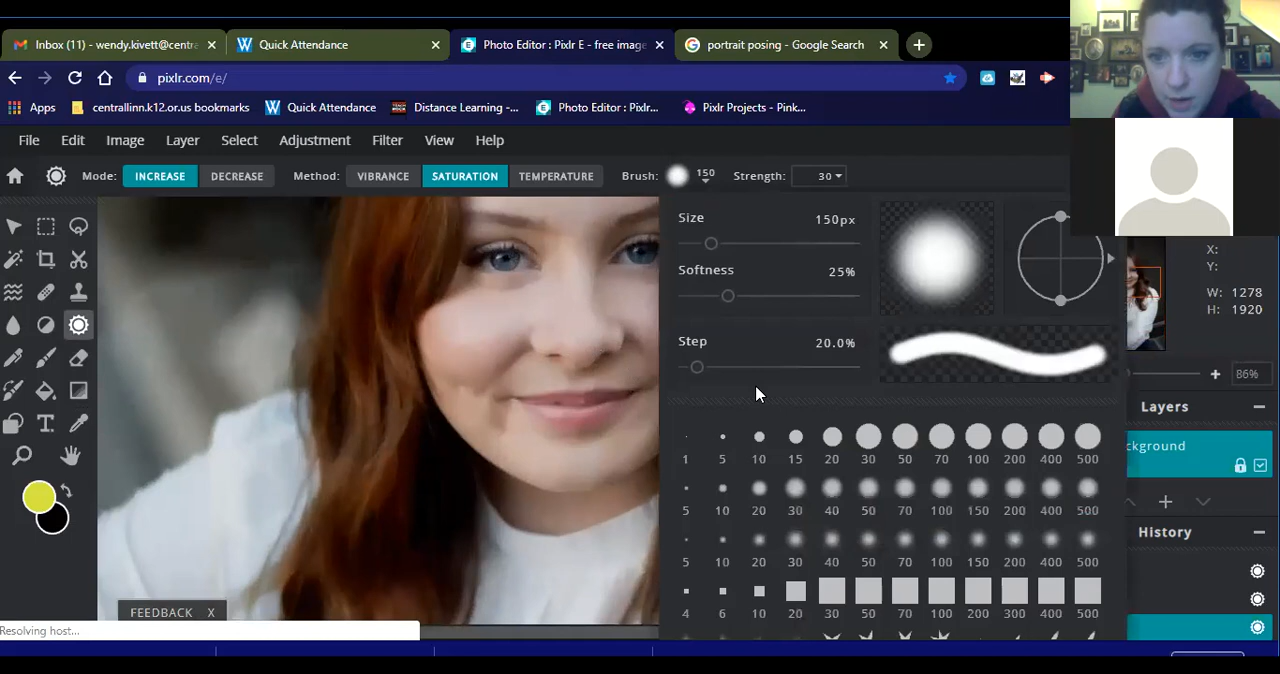 Inbox (11) - wendy.kivett@centra
Quick Attendance
Photo Editor : Pixlr E - free image
portrait posing - Google Search
pixlr.com/e/
Apps
centrallinn.k12.or.us bookmarks
Quick Attendance
Distance Learning -...
Photo Editor : Pixlr...
Pixlr Projects - Pink...
File Edit Image Layer Select Adjustment Filter View Help
Mode: INCREASE DECREASE Method: VIBRANCE SATURATION TEMPERATURE Brush: 150 Strength: 30
Size 150px
Softness 25%
Step 20.0%
1 5 10 15 20 30 50 70 100 200 400 500
5 10 20 30 40 50 70 100 150 200 400 500
5 10 20 30 40 50 70 100 150 200 400 500
4 6 10 20 30 50 70 100 200 300 400 500
X:
Y:
W: 1278
H: 1920
86%
Layers
ckground
History
FEEDBACK X
Resolving host...